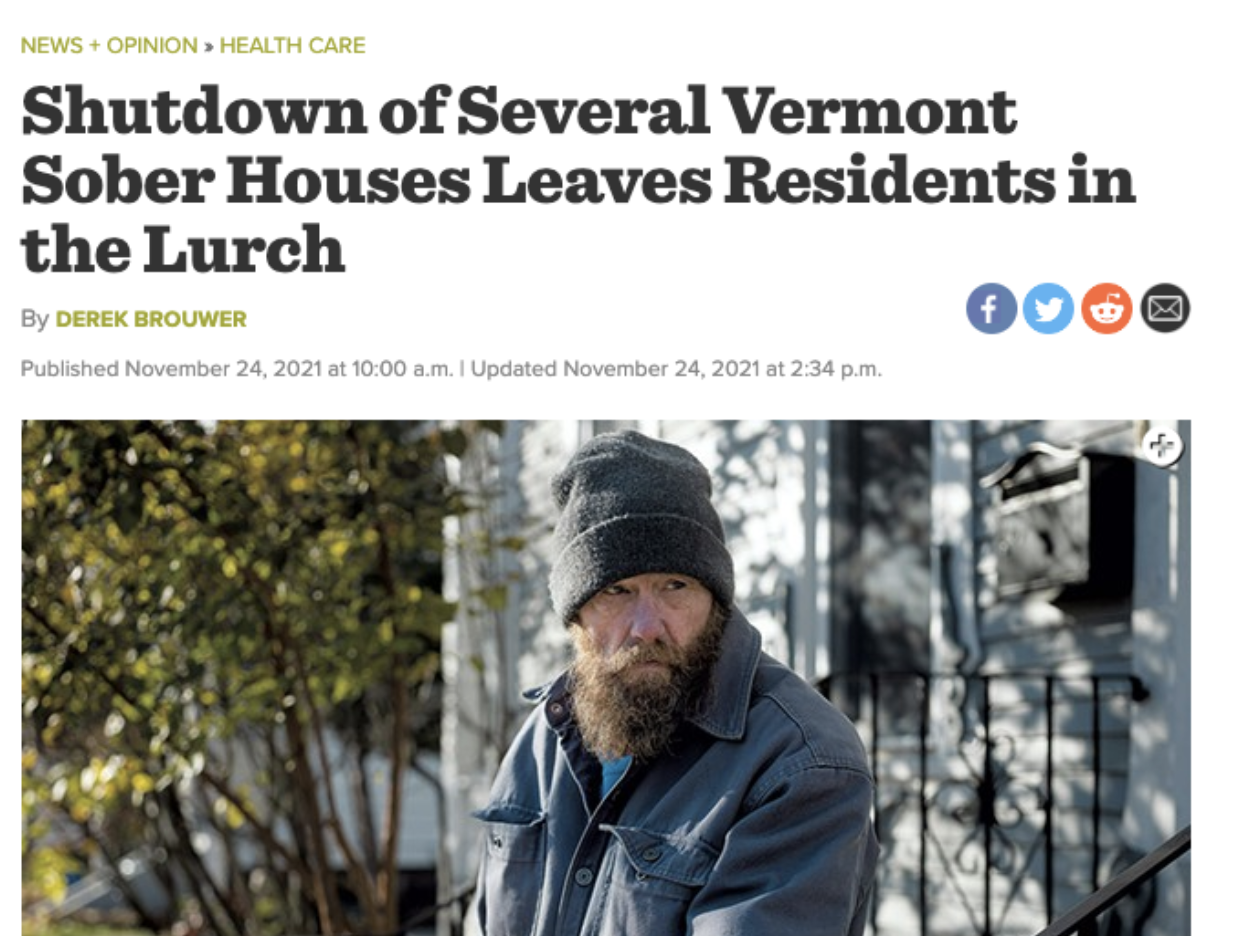 NEWS + OPINION » HEALTH CARE
Shutdown of Several Vermont
Sober Houses Leaves Residents in
the Lurch
By DEREK BROUWER
Published November 24, 2021 at 10:00 a.m. | Updated November 24, 2021 at 2:34 p.m.